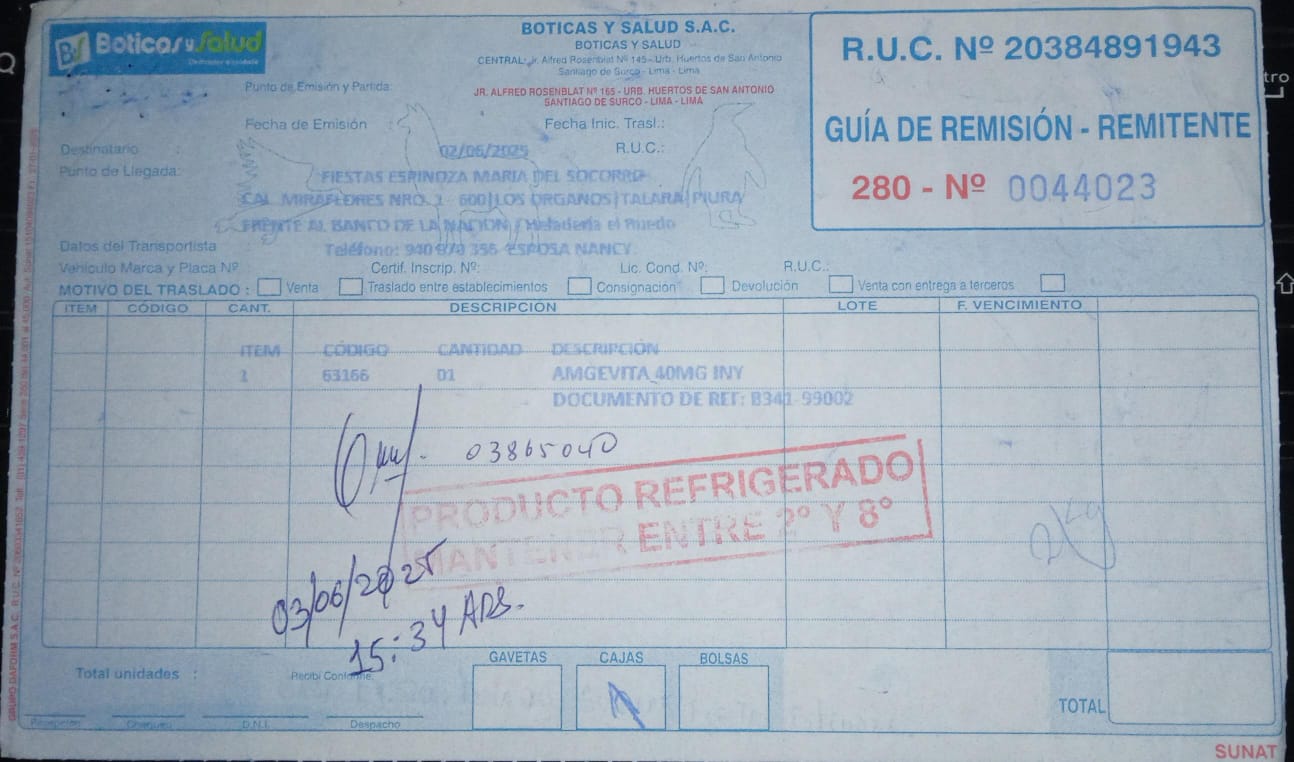 Boticas y Salud
BOTICAS Y SALUD S.A.C.
BOTICAS Y SALUD
CENTRAL: Jr. Alfred Rosenblat Nº 145 - Urb. Huertos de San Antonio
Santiago de Surco - Lima - Lima
Punto de Emisión y Partida:
JR. ALFRED ROSENBLAT Nº 165 - URB. HUERTOS DE SAN ANTONIO
SANTIAGO DE SURCO - LIMA - LIMA
R.U.C. Nº 20384891943
GUÍA DE REMISIÓN - REMITENTE
280 - Nº 0044023
Fecha de Emisión : Fecha Inic. Trasl.:
02/06/2025
Destinatario : R.U.C.:
Punto de Llegada:
FIESTAS ESPINOZA MARIA DEL SOCORRO
CAL MIRAFLORES NRO. 1 600|LOS ORGANOS|TALARA|PIURA
FRENTE AL BANCO DE LA NACION / Heladeria el Ruedo
Datos del Transportista
Teléfono: 940 870 356 ESPOSA NANCY
Vehículo Marca y Placa Nº Certif. Inscrip. Nº: Lic. Cond. Nº: R.U.C.:
MOTIVO DEL TRASLADO : Venta Traslado entre establecimientos Consignación Devolución Venta con entrega a terceros
ITEM CÓDIGO CANT. DESCRIPCIÓN LOTE F. VENCIMIENTO
ITEM CÓDIGO CANTIDAD DESCRIPCIÓN
1 63166 01 AMGEVITA 40MG INY
DOCUMENTO DE REF: B341-99002
03865040
PRODUCTO REFRIGERADO
MANTENER ENTRE 2° Y 8°
2kg
03/06/2025
15:34
Total unidades : Recibi Conforme:
GAVETAS CAJAS BOLSAS
1
TOTAL
Recepción Chequeo D.N.I. Despacho
SUNAT